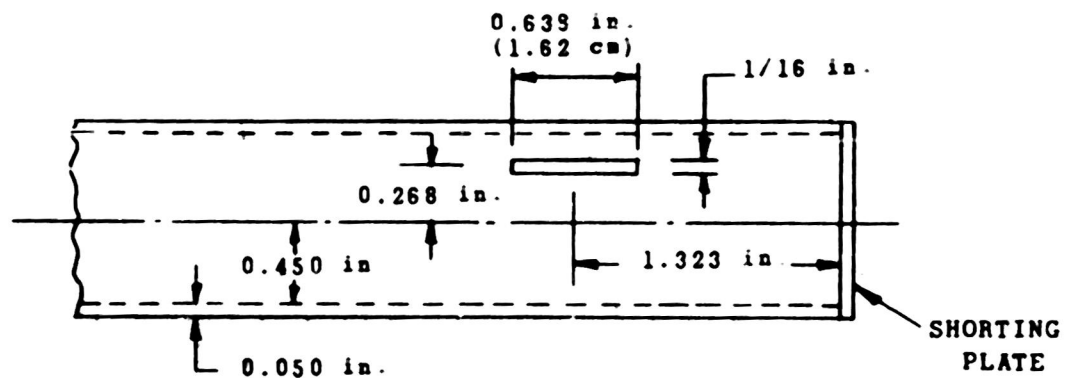 0.638 in.
(1.62 cm)
1/16 in.
0.268 in.
0.450 in
1.323 in.
0.050 in.
SHORTING
PLATE